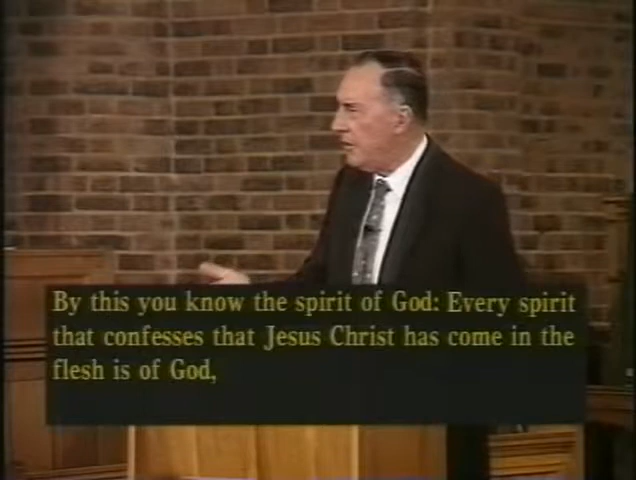 By this you know the spirit of God: Every spirit
that confesses that Jesus Christ has come in the
flesh is of God,